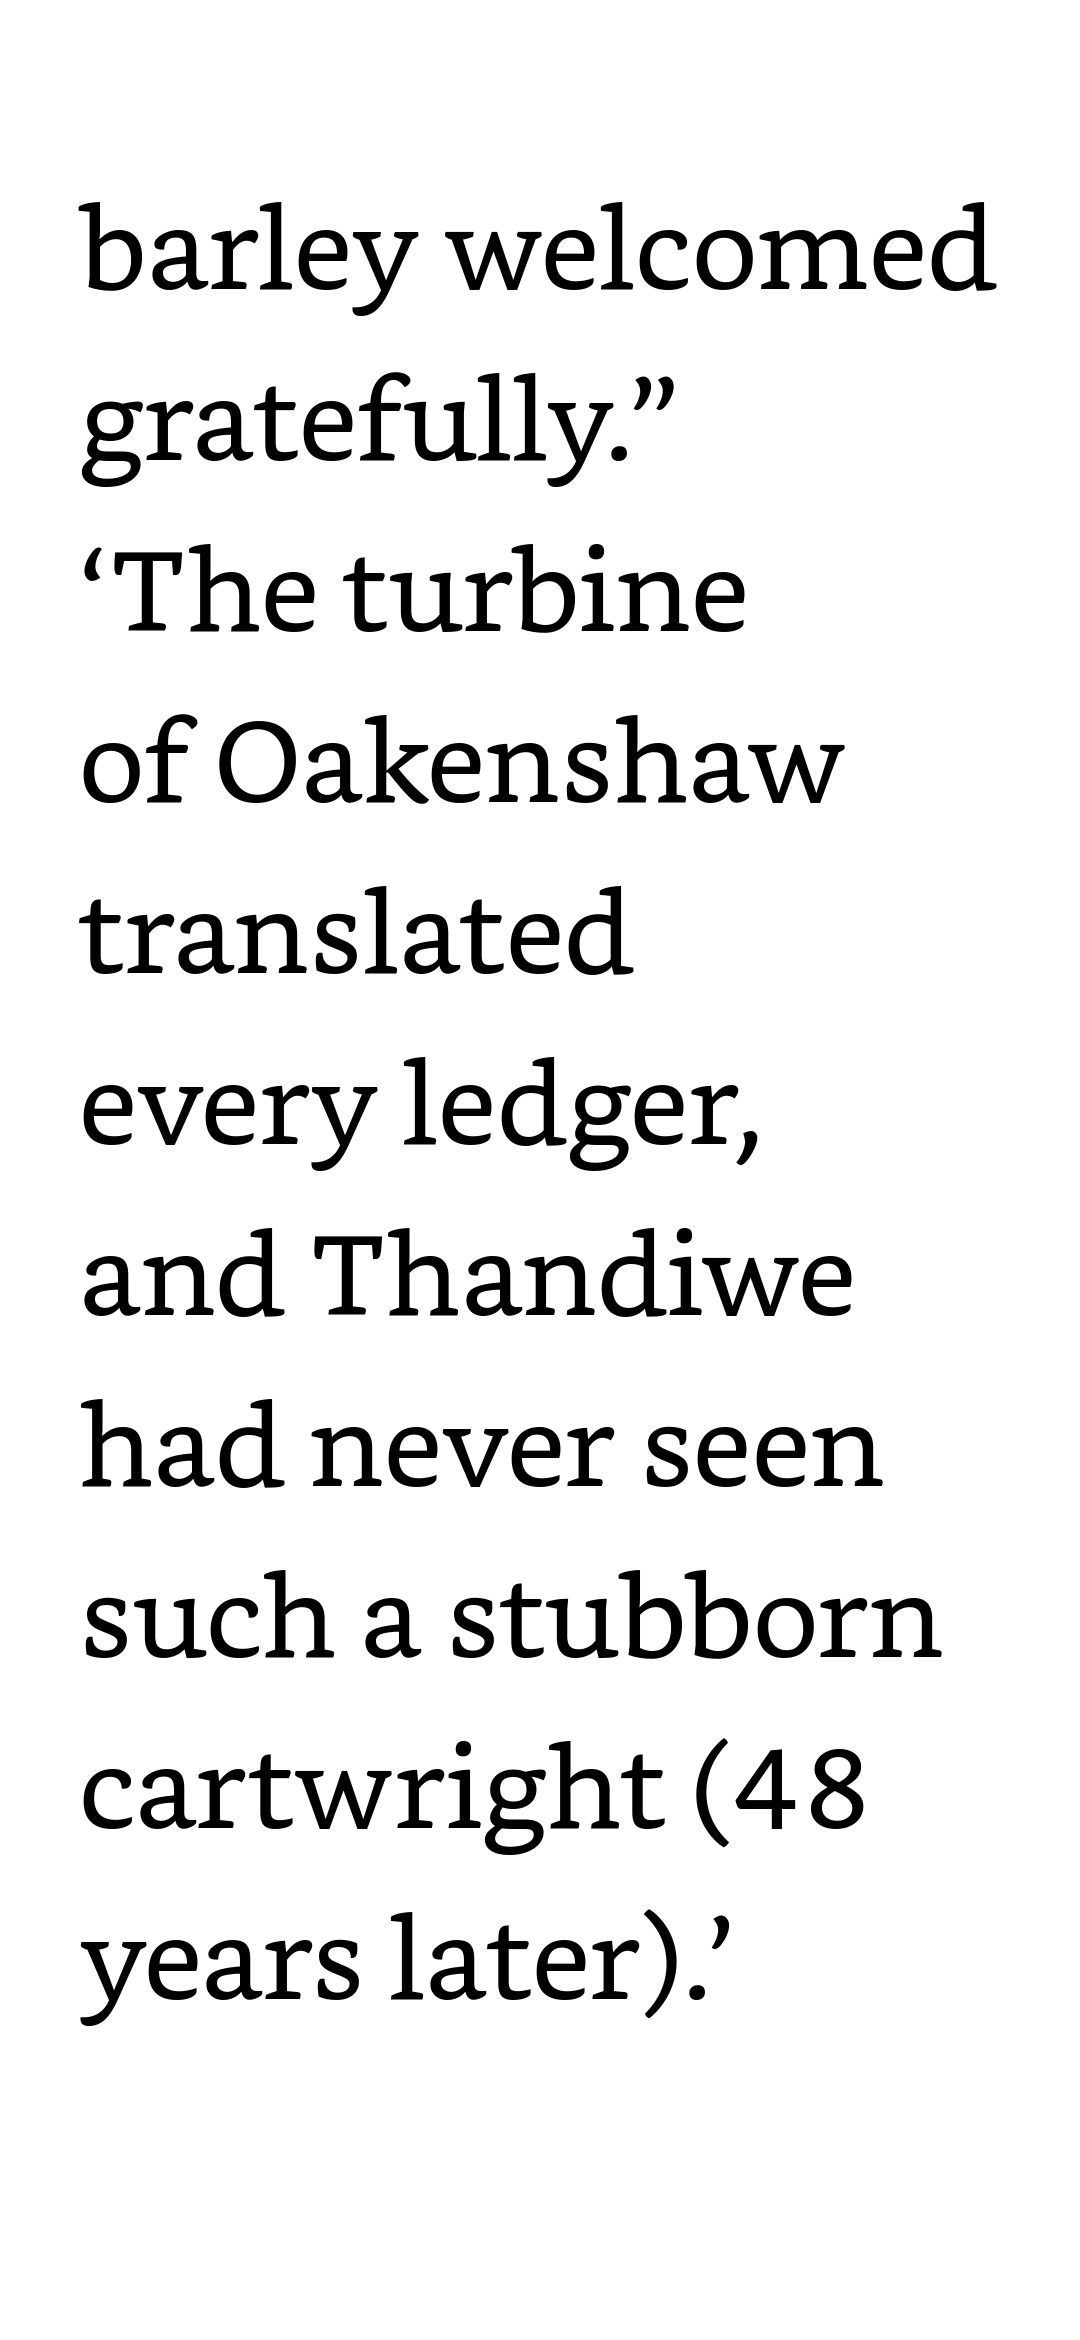 barley welcomed
gratefully.”
‘The turbine
of Oakenshaw
translated
every ledger,
and Thandiwe
had never seen
such a stubborn
cartwright (48
years later).’